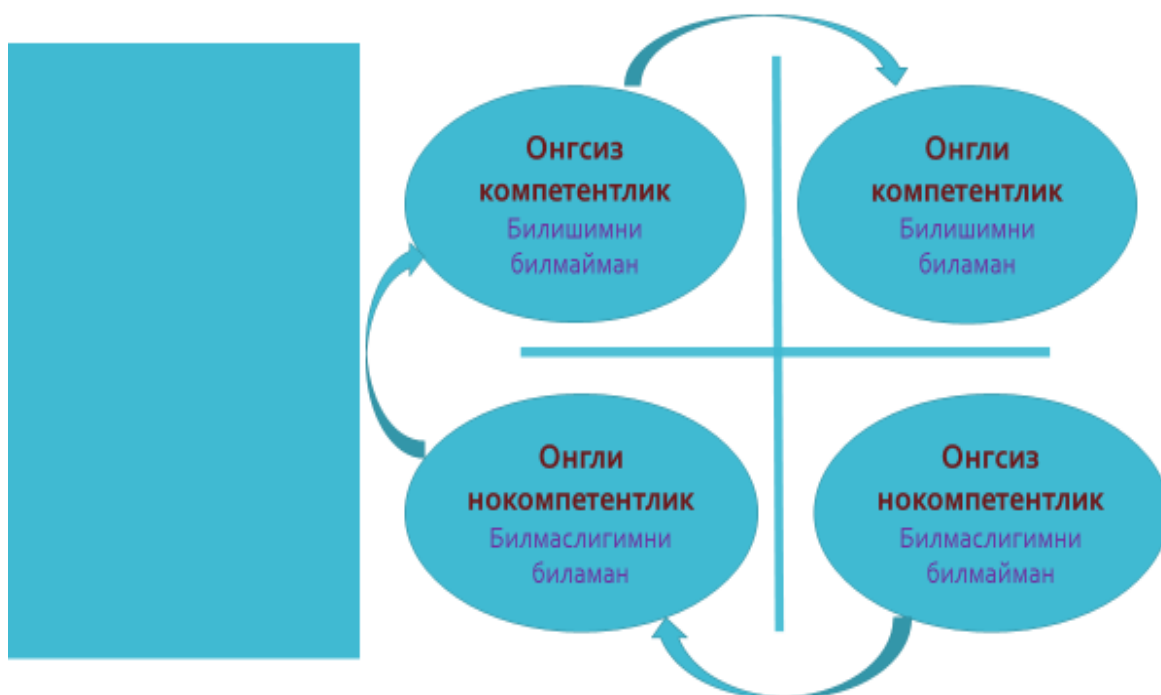 Онгсиз
компетентлик
Билишимни
билмайман
Онгли
компетентлик
Билишимни
биламан
Онгли
нокомпетентлик
Билмаслигимни
биламан
Онгсиз
нокомпетентлик
Билмаслигимни
билмайман